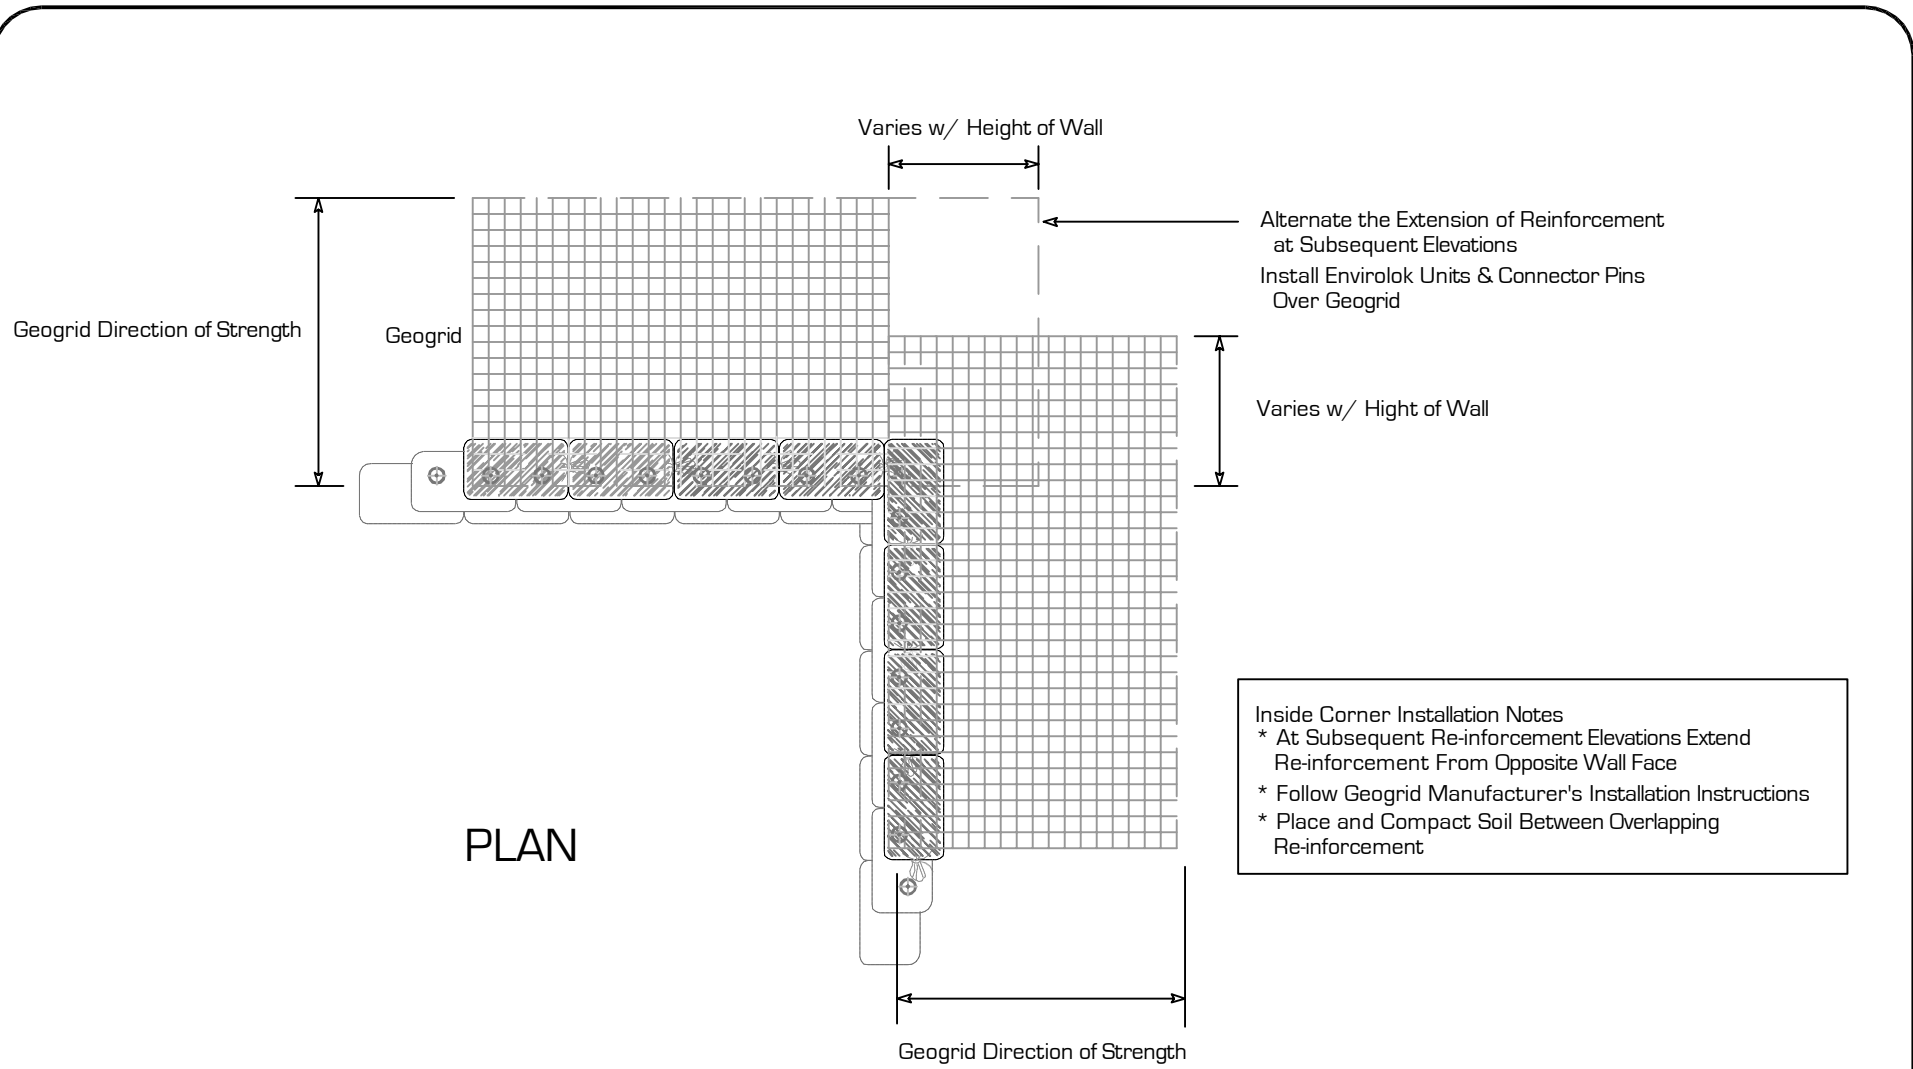 Varies w/ Height of Wall
Alternate the Extension of Reinforcement
at Subsequent Elevations
Install Envirolok Units & Connector Pins
Over Geogrid
Geogrid Direction of Strength
Geogrid
Varies w/ Hight of Wall
Inside Corner Installation Notes
* At Subsequent Re-inforcement Elevations Extend
Re-inforcement From Opposite Wall Face
* Follow Geogrid Manufacturer's Installation Instructions
* Place and Compact Soil Between Overlapping
Re-inforcement
PLAN
Geogrid Direction of Strength